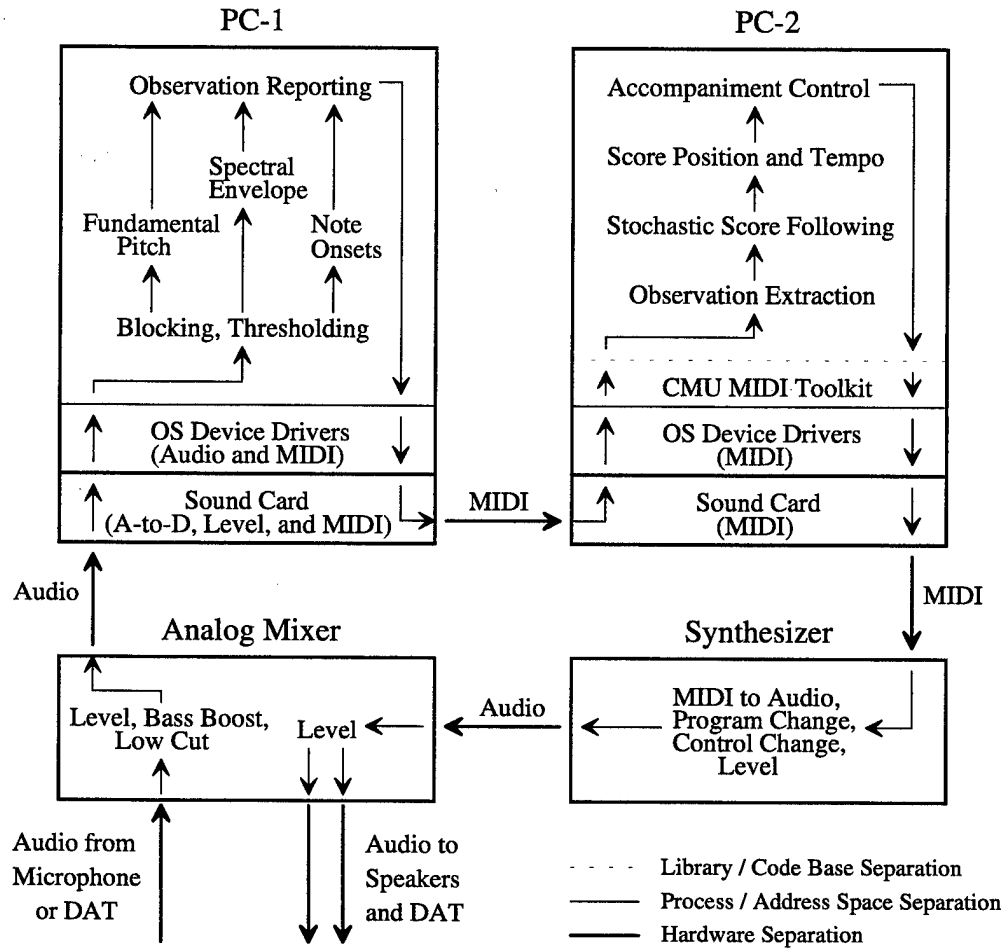 PC-1
Observation Reporting
Spectral
Envelope
Fundamental
Pitch
Note
Onsets
Blocking, Thresholding
OS Device Drivers
(Audio and MIDI)
Sound Card
(A-to-D, Level, and MIDI)
MIDI
PC-2
Accompaniment Control
Score Position and Tempo
Stochastic Score Following
Observation Extraction
CMU MIDI Toolkit
OS Device Drivers
(MIDI)
Sound Card
(MIDI)
Audio
MIDI
Analog Mixer
Level, Bass Boost,
Low Cut
Level
Audio
Synthesizer
MIDI to Audio,
Program Change,
Control Change,
Level
Audio from
Microphone
or DAT
Audio to
Speakers
and DAT
Library / Code Base Separation
Process / Address Space Separation
Hardware Separation